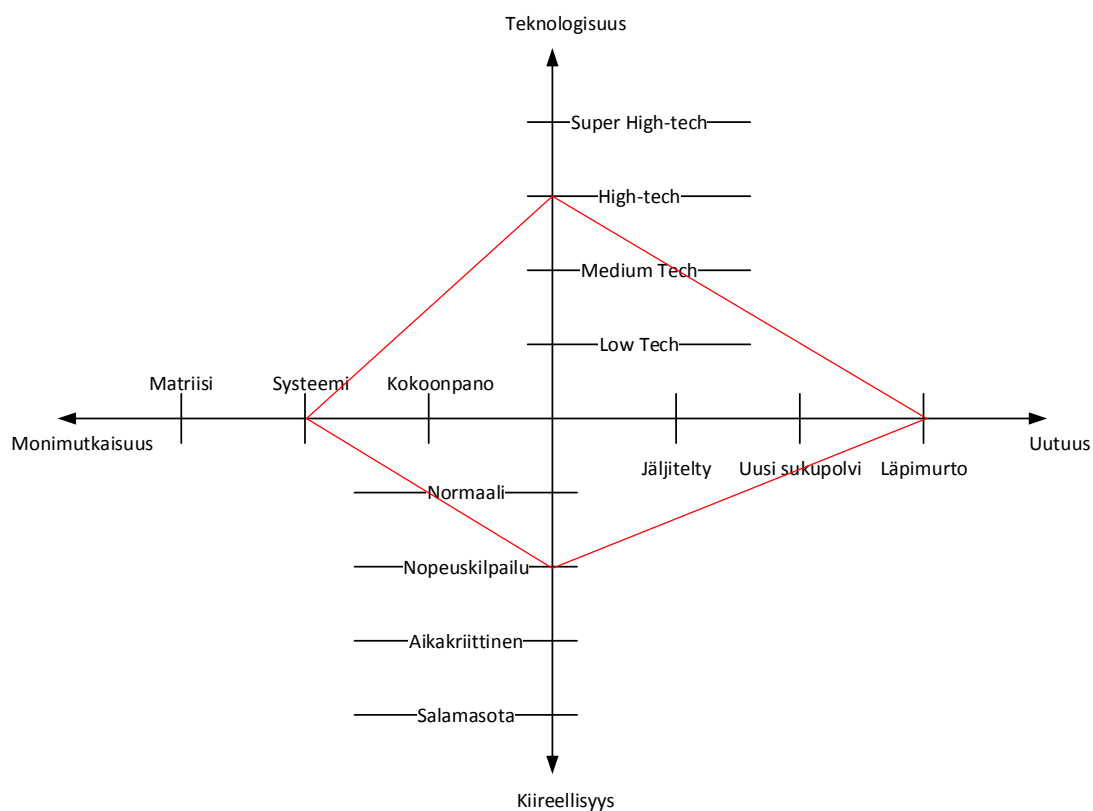 Teknologisuus
Super High-tech
High-tech
Medium Tech
Low Tech
Matriisi
Systeemi
Kokoonpano
Monimutkaisuus
Uutuus
Jäljitelty
Uusi sukupolvi
Läpimurto
Normaali
Nopeuskilpailu
Aikakriittinen
Salamasota
Kiireellisyys